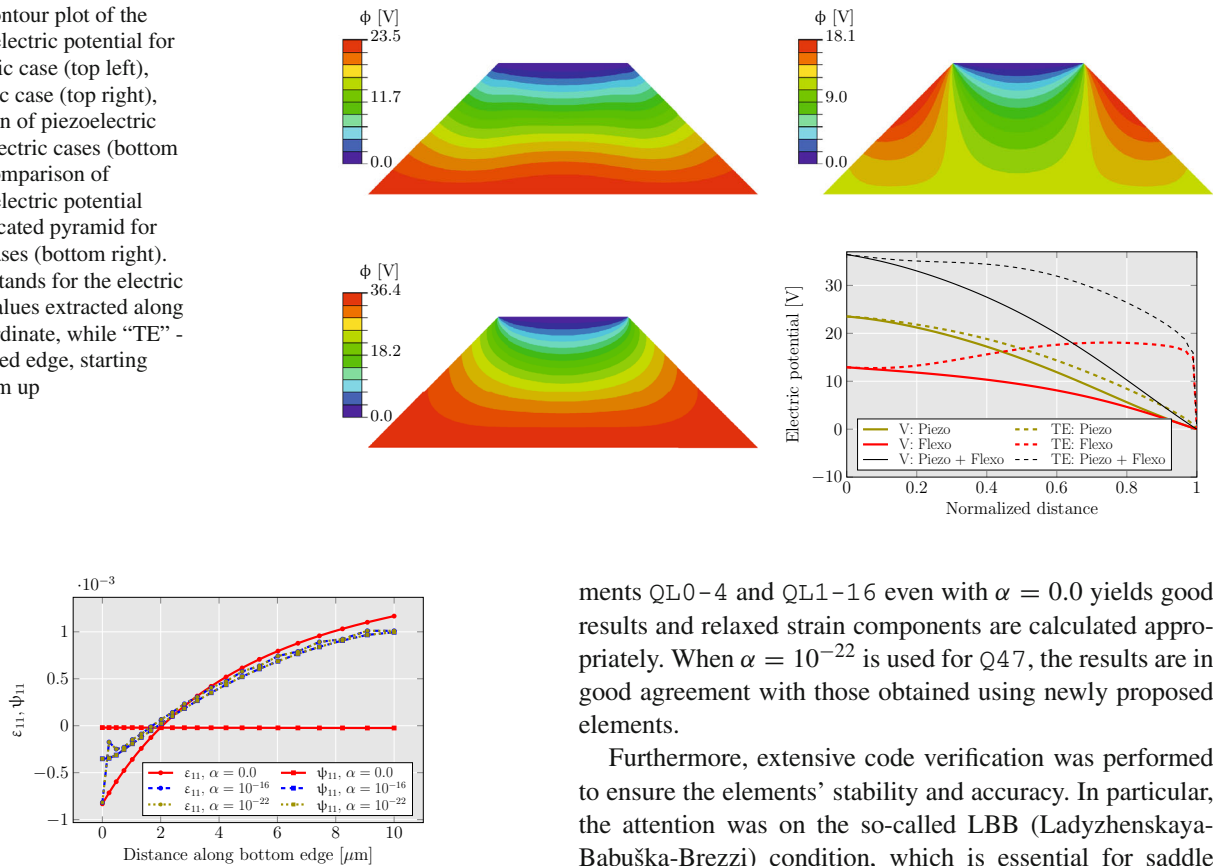 ontour plot of the
electric potential for
ic case (top left),
c case (top right),
n of piezoelectric
lectric cases (bottom
omparison of
electric potential
cated pyramid for
ases (bottom right).
tands for the electric
alues extracted along
rdinate, while “TE” -
ed edge, starting
m up
ϕ [V]
23.5
11.7
0.0
ϕ [V]
18.1
9.0
0.0
ϕ [V]
36.4
18.2
0.0
Electric potential [V]
30
20
10
0
−10
V: Piezo
V: Flexo
V: Piezo + Flexo
TE: Piezo
TE: Flexo
TE: Piezo + Flexo
0 0.2 0.4 0.6 0.8 1
Normalized distance
·10⁻³
ε₁₁, ψ₁₁
1
0.5
0
−0.5
−1
ε₁₁, α = 0.0
ε₁₁, α = 10⁻¹⁶
ε₁₁, α = 10⁻²²
ψ₁₁, α = 0.0
ψ₁₁, α = 10⁻¹⁶
ψ₁₁, α = 10⁻²²
0 2 4 6 8 10
Distance along bottom edge [μm]
ments QL0-4 and QL1-16 even with α = 0.0 yields good
results and relaxed strain components are calculated appro-
priately. When α = 10⁻²² is used for Q47, the results are in
good agreement with those obtained using newly proposed
elements.
Furthermore, extensive code verification was performed
to ensure the elements’ stability and accuracy. In particular,
the attention was on the so-called LBB (Ladyzhenskaya-
Babuška-Brezzi) condition, which is essential for saddle